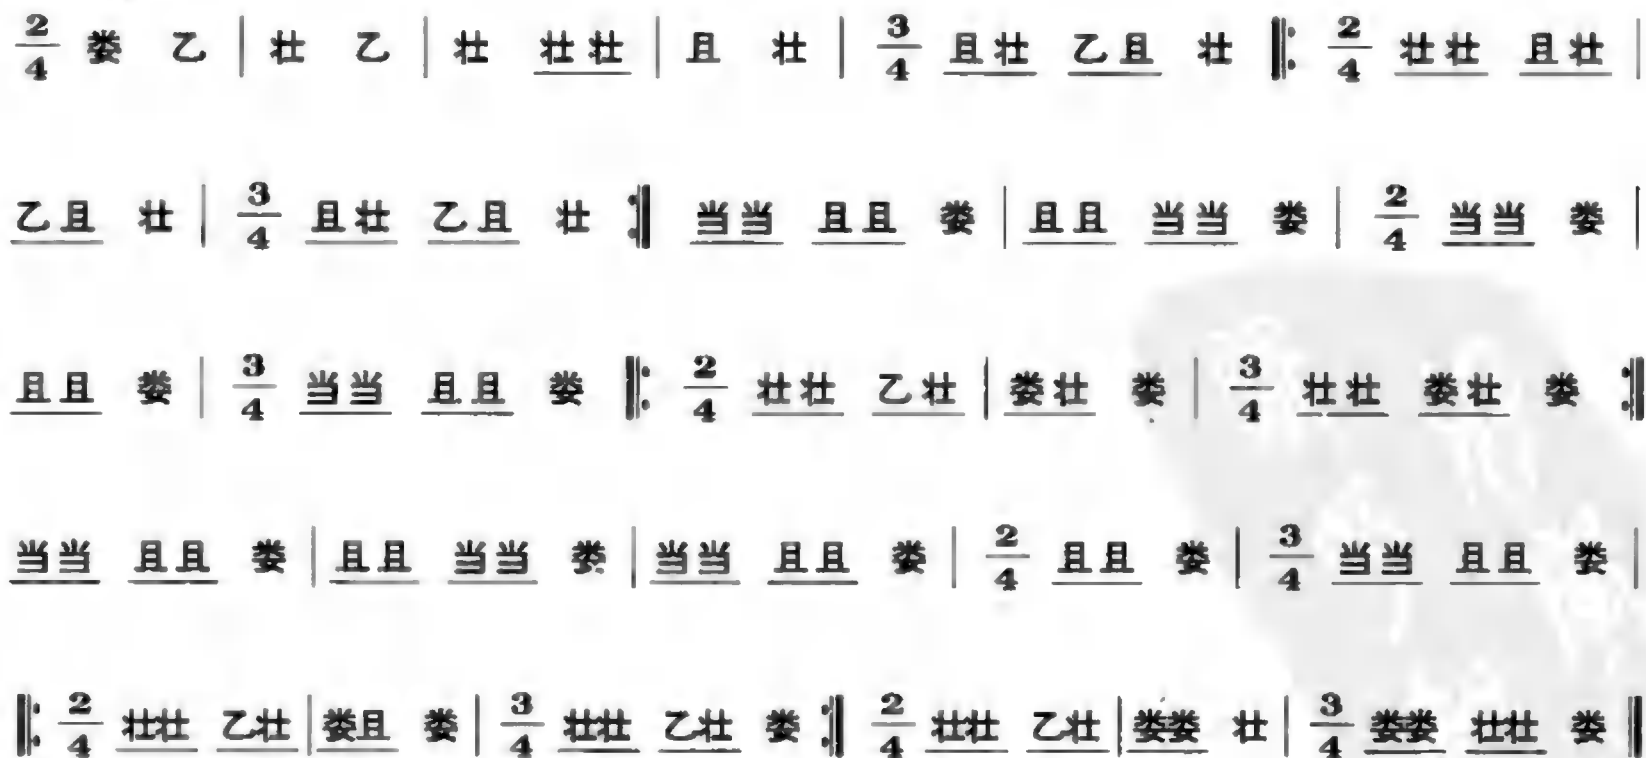 2/4 娄 乙 | 壮 乙 | 壮 壮壮 | 且 壮 | 3/4 且壮 乙且 壮 ‖: 2/4 壮壮 且壮 |
乙且 壮 | 3/4 且壮 乙且 壮 :‖ 当当 且且 娄 | 且且 当当 娄 | 2/4 当当 娄 |
且且 娄 | 3/4 当当 且且 娄 ‖: 2/4 壮壮 乙壮 | 娄壮 娄 | 3/4 壮壮 娄壮 娄 :‖
当当 且且 娄 | 且且 当当 娄 | 当当 且且 娄 | 2/4 且且 娄 | 3/4 当当 且且 娄 |
‖: 2/4 壮壮 乙壮 | 娄且 娄 | 3/4 壮壮 乙壮 娄 :‖ 2/4 壮壮 乙壮 | 娄娄 壮 | 3/4 娄娄 壮壮 娄 ‖